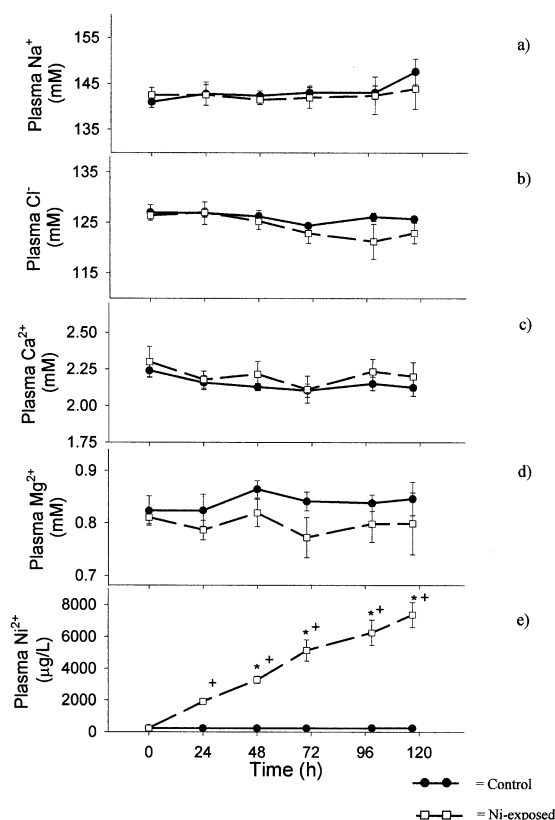 a)
Plasma Na⁺
(mM)
155
145
135
b)
Plasma Cl⁻
(mM)
135
125
115
c)
Plasma Ca²⁺
(mM)
2.50
2.25
2.00
1.75
d)
Plasma Mg²⁺
(mM)
0.9
0.8
0.7
e)
Plasma Ni²⁺
(µg/L)
8000
6000
4000
2000
0
+
* +
* +
* +
* +
0 24 48 72 96 120
Time (h)
= Control
= Ni-exposed